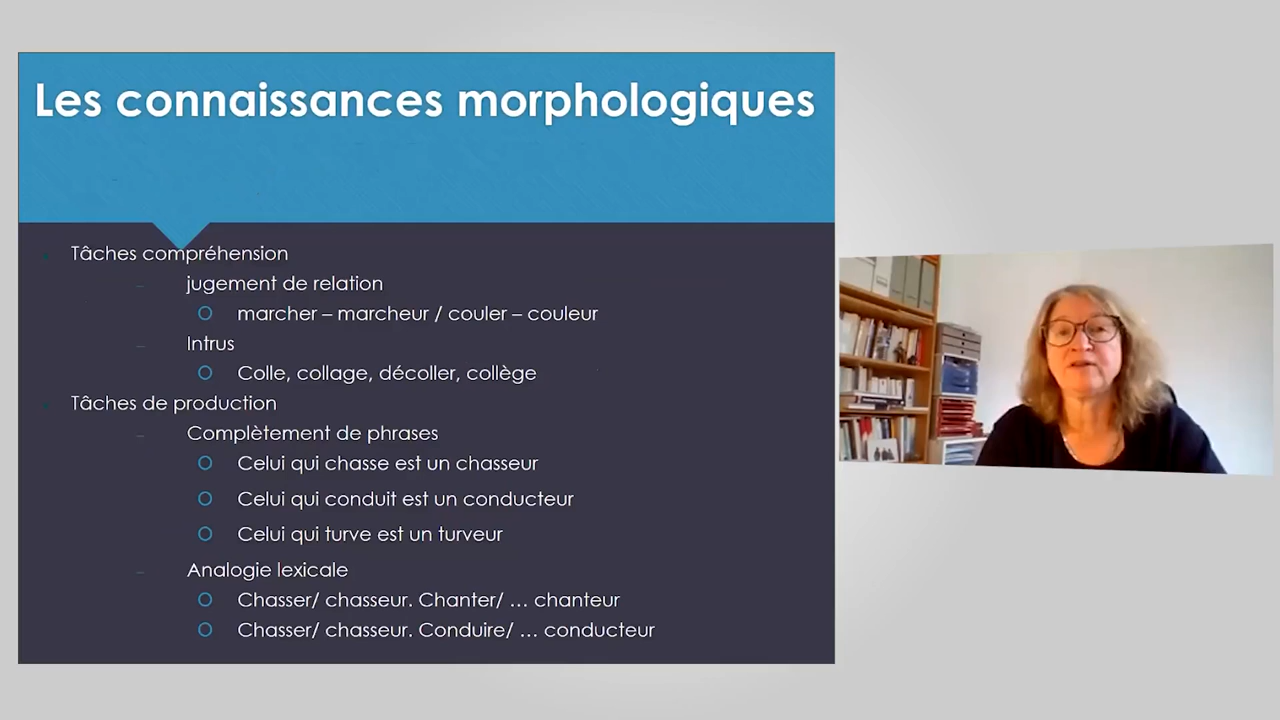 Les connaissances morphologiques
Tâches compréhension
jugement de relation
marcher – marcheur / couler – couleur
Intrus
Colle, collage, décoller, collège
Tâches de production
Complètement de phrases
Celui qui chasse est un chasseur
Celui qui conduit est un conducteur
Celui qui turve est un turveur
Analogie lexicale
Chasser/ chasseur. Chanter/ … chanteur
Chasser/ chasseur. Conduire/ … conducteur